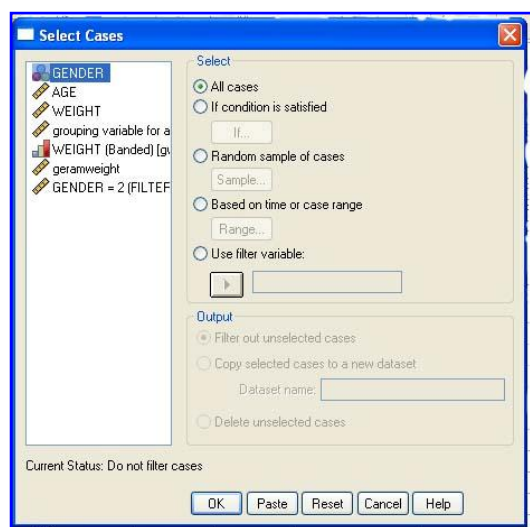 Select Cases
GENDER
AGE
WEIGHT
grouping variable for a
WEIGHT (Banded) [gu
geramweight
GENDER = 2 (FILTEF
Select
All cases
If condition is satisfied
If...
Random sample of cases
Sample...
Based on time or case range
Range...
Use filter variable:
Output
Filter out unselected cases
Copy selected cases to a new dataset
Dataset name:
Delete unselected cases
Current Status: Do not filter cases
OK Paste Reset Cancel Help